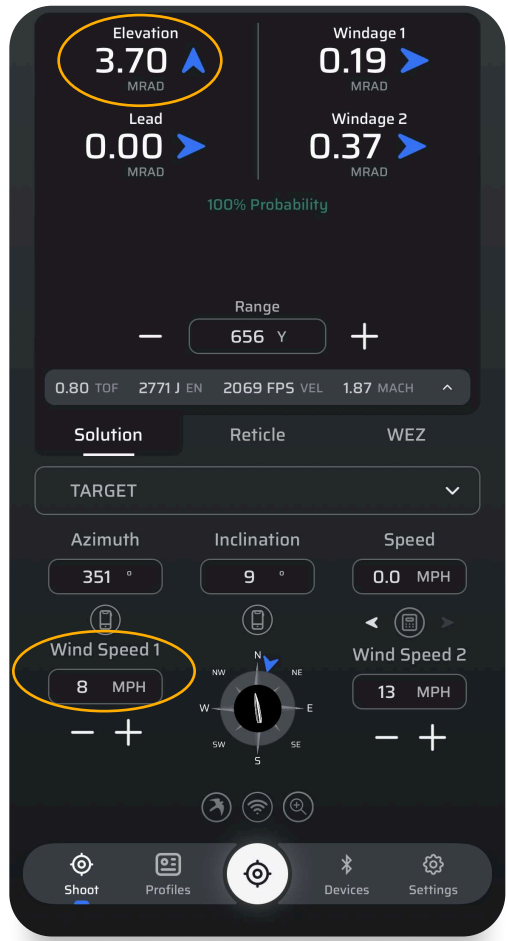 Elevation Windage 1
3.70 0.19
MRAD MRAD
Lead Windage 2
0.00 0.37
MRAD MRAD
100% Probability
Range
− 656 Y +
0.80 TOF 2771 J EN 2069 FPS VEL 1.87 MACH
Solution Reticle WEZ
TARGET
Azimuth Inclination Speed
351 ° 9 ° 0.0 MPH
Wind Speed 1 Wind Speed 2
8 MPH 13 MPH
− + − +
N
NW NE
W E
SW SE
S
Shoot Profiles Devices Settings